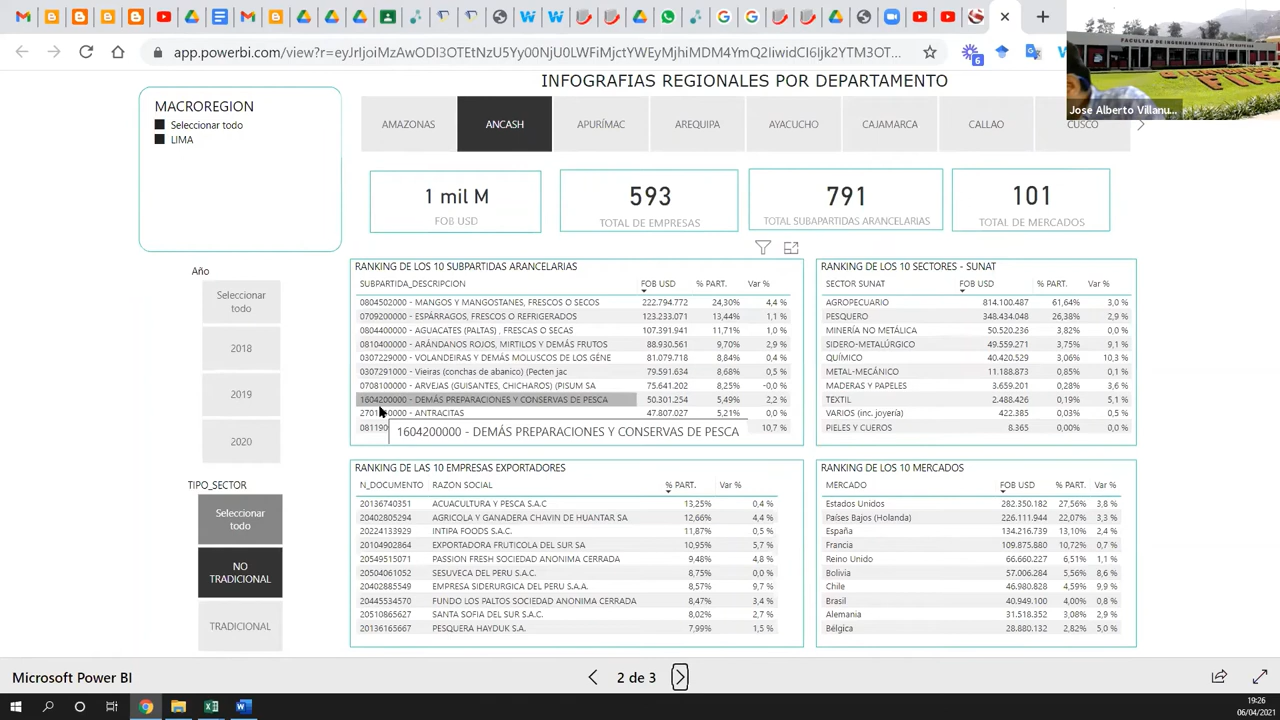 6
app.powerbi.com/view?r=
INFOGRAFIAS REGIONALES POR DEPARTAMENTO
FACULTAD DE INGENIERIA INDUSTRIAL Y DE SISTEMAS
Jose Alberto Villanu...
MACROREGION
Seleccionar todo
LIMA
AMAZONAS ANCASH APURÍMAC AREQUIPA AYACUCHO CAJAMARCA CALLAO CUSCO
1 mil M
FOB USD
593
TOTAL DE EMPRESAS
791
TOTAL SUBAPARTIDAS ARANCELARIAS
101
TOTAL DE MERCADOS
Año
Seleccionar todo
2018
2019
2020
TIPO_SECTOR
Seleccionar todo
NO TRADICIONAL
TRADICIONAL
RANKING DE LOS 10 SUBPARTIDAS ARANCELARIAS
SUBPARTIDA_DESCRIPCION FOB USD % PART. Var %
0804502000 - MANGOS Y MANGOSTANES, FRESCOS O SECOS 222.794.772 24,30% 4,4 %
0709200000 - ESPÁRRAGOS, FRESCOS O REFRIGERADOS 123.233.071 13,44% 1,1 %
0804400000 - AGUACATES (PALTAS) , FRESCAS O SECAS 107.391.941 11,71% 1,0 %
0810400000 - ARÁNDANOS ROJOS, MIRTILOS Y DEMÁS FRUTOS 88.930.561 9,70% 2,9 %
0307229000 - VOLANDEIRAS Y DEMÁS MOLUSCOS DE LOS GÉNE 81.079.718 8,84% 0,4 %
0307291000 - Vieiras (conchas de abanico) (Pecten jac 79.591.634 8,68% 0,5 %
0708100000 - ARVEJAS (GUISANTES, CHICHAROS) (PISUM SA 75.641.202 8,25% -0,0 %
1604200000 - DEMÁS PREPARACIONES Y CONSERVAS DE PESCA 50.301.254 5,49% 2,2 %
- ANTRACITAS 47.807.027 5,21% 0,0 %
10,7 %
1604200000 - DEMÁS PREPARACIONES Y CONSERVAS DE PESCA
RANKING DE LOS 10 SECTORES - SUNAT
SECTOR SUNAT FOB USD % PART. Var %
AGROPECUARIO 814.100.487 61,64% 3,0 %
PESQUERO 348.434.048 26,38% 2,9 %
MINERÍA NO METÁLICA 50.520.236 3,82% 0,0 %
SIDERO-METALÚRGICO 49.559.271 3,75% 9,1 %
QUÍMICO 40.420.529 3,06% 10,3 %
METAL-MECÁNICO 11.188.873 0,85% 0,1 %
MADERAS Y PAPELES 3.659.201 0,28% 3,6 %
TEXTIL 2.488.426 0,19% 5,1 %
VARIOS (inc. joyería) 422.385 0,03% 0,5 %
PIELES Y CUEROS 8.365 0,00% 0,1 %
RANKING DE LAS 10 EMPRESAS EXPORTADORES
N_DOCUMENTO RAZON SOCIAL % PART. Var %
20136740351 ACUACULTURA Y PESCA S.A.C 13,25% 0,4 %
20402805294 AGRICOLA Y GANADERA CHAVIN DE HUANTAR SA 12,66% 4,4 %
20224133929 INTIPA FOODS S.A.C. 11,87% 0,5 %
20104902864 EXPORTADORA FRUTICOLA DEL SUR SA 10,95% 5,7 %
20549515071 PASSION FRESH SOCIEDAD ANONIMA CERRADA 9,48% 4,8 %
20504061052 SESUVECA DEL PERU S.A.C. 8,75% 0,0 %
20402885549 EMPRESA SIDERURGICA DEL PERU S.A.A. 8,57% 9,7 %
20445534570 FUNDO LOS PALTOS SOCIEDAD ANONIMA CERRADA 8,47% 3,4 %
20510865627 SANTA SOFIA DEL SUR S.A.C. 8,02% 2,7 %
20136165667 PESQUERA HAYDUK S.A. 7,99% 1,5 %
RANKING DE LOS 10 MERCADOS
MERCADO FOB USD % PART. Var %
Estados Unidos 282.350.182 27,56% 3,8 %
Países Bajos (Holanda) 226.111.944 22,07% 3,3 %
España 134.216.739 13,10% 2,4 %
Francia 109.875.880 10,72% 0,7 %
Reino Unido 66.660.227 6,51% 1,1 %
Bolivia 57.006.284 5,56% 8,6 %
Chile 46.980.828 4,59% 9,9 %
Brasil 40.949.100 4,00% 0,8 %
Alemania 31.518.352 3,08% 2,9 %
Bélgica 28.880.132 2,82% 5,0 %
Microsoft Power BI
2 de 3
19:26
06/04/2021